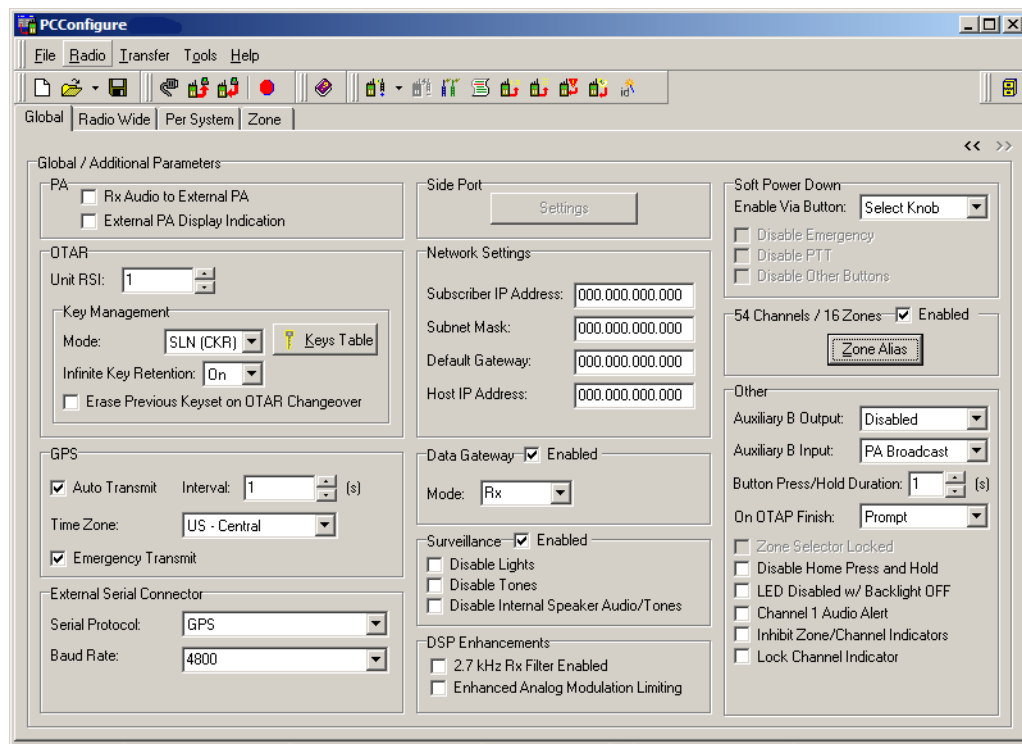 PCConfigure
File Radio Transfer Tools Help
id
Global Radio Wide Per System Zone
<< >>
Global / Additional Parameters
PA
Rx Audio to External PA
External PA Display Indication
OTAR
Unit RSI: 1
Key Management
Mode: SLN (CKR) Keys Table
Infinite Key Retention: On
Erase Previous Keyset on OTAR Changeover
GPS
Auto Transmit Interval: 1 (s)
Time Zone: US - Central
Emergency Transmit
External Serial Connector
Serial Protocol: GPS
Baud Rate: 4800
Side Port
Settings
Network Settings
Subscriber IP Address: 000.000.000.000
Subnet Mask: 000.000.000.000
Default Gateway: 000.000.000.000
Host IP Address: 000.000.000.000
Data Gateway Enabled
Mode: Rx
Surveillance Enabled
Disable Lights
Disable Tones
Disable Internal Speaker Audio/Tones
DSP Enhancements
2.7 kHz Rx Filter Enabled
Enhanced Analog Modulation Limiting
Soft Power Down
Enable Via Button: Select Knob
Disable Emergency
Disable PTT
Disable Other Buttons
54 Channels / 16 Zones Enabled
Zone Alias
Other
Auxiliary B Output: Disabled
Auxiliary B Input: PA Broadcast
Button Press/Hold Duration: 1 (s)
On OTAP Finish: Prompt
Zone Selector Locked
Disable Home Press and Hold
LED Disabled w/ Backlight OFF
Channel 1 Audio Alert
Inhibit Zone/Channel Indicators
Lock Channel Indicator